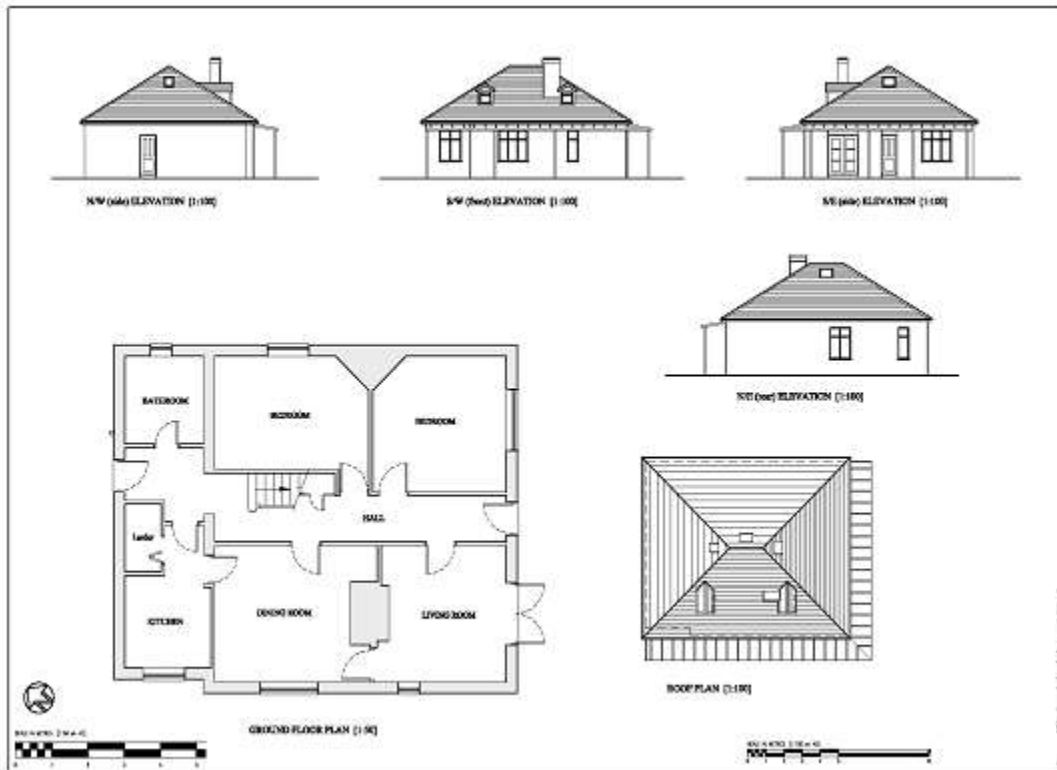 N/W (side) ELEVATION [1:100]
S/W (front) ELEVATION [1:100]
S/E (side) ELEVATION [1:100]
N/E (rear) ELEVATION [1:100]
BATHROOM
BEDROOM
BEDROOM
HALL
Larder
KITCHEN
DINING ROOM
LIVING ROOM
ROOF PLAN [1:100]
GROUND FLOOR PLAN [1:50]